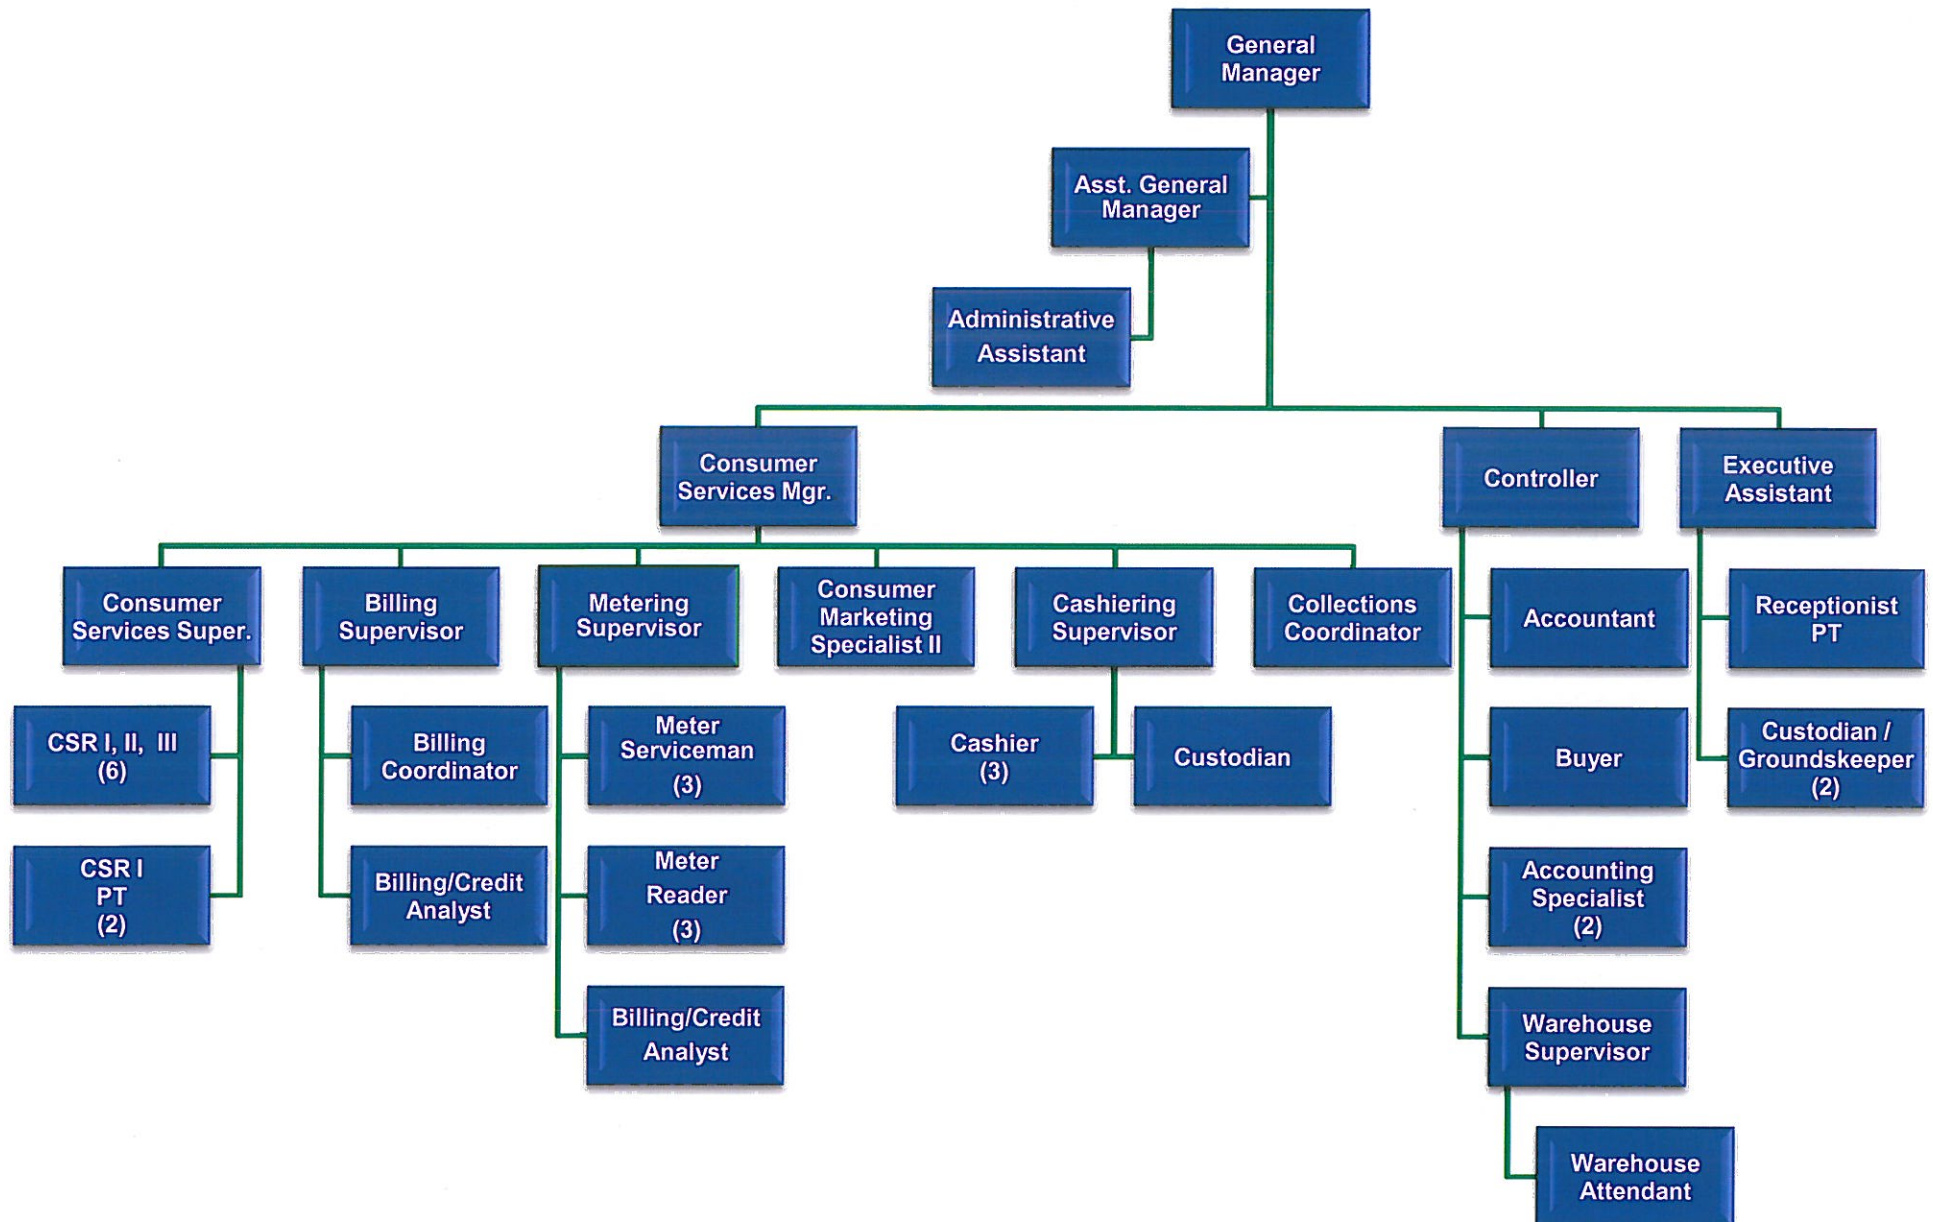 General
Manager
Asst. General
Manager
Administrative
Assistant
Consumer
Services Mgr.
Controller
Executive
Assistant
Consumer
Services Super.
Billing
Supervisor
Metering
Supervisor
Consumer
Marketing
Specialist II
Cashiering
Supervisor
Collections
Coordinator
Accountant
Receptionist
PT
CSR I, II, III
(6)
Billing
Coordinator
Meter
Serviceman
(3)
Cashier
(3)
Custodian
Buyer
Custodian /
Groundskeeper
(2)
CSR I
PT
(2)
Billing/Credit
Analyst
Meter
Reader
(3)
Accounting
Specialist
(2)
Billing/Credit
Analyst
Warehouse
Supervisor
Warehouse
Attendant